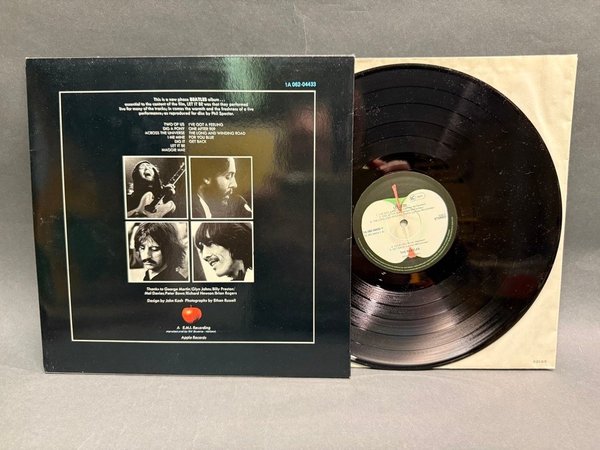 1A 062-04433
This is a new phase BEATLES album...
essential to the content of the film, LET IT BE was that they performed
live for many of the tracks; in comes the warmth and the freshness of a live
performance; as reproduced for disc by Phil Spector.
TWO OF US
DIG A PONY
ACROSS THE UNIVERSE
I ME MINE
DIG IT
LET IT BE
MAGGIE MAE
I'VE GOT A FEELING
ONE AFTER 909
THE LONG AND WINDING ROAD
FOR YOU BLUE
GET BACK
Thanks to George Martin/Glyn Johns/Billy Preston/
Mal Evans/Peter Bown/Richard Hewson/Brian Rogers
Design by John Kosh Photographs by Ethan Russell
A E.M.I. Recording
Apple Records
THE BEATLES